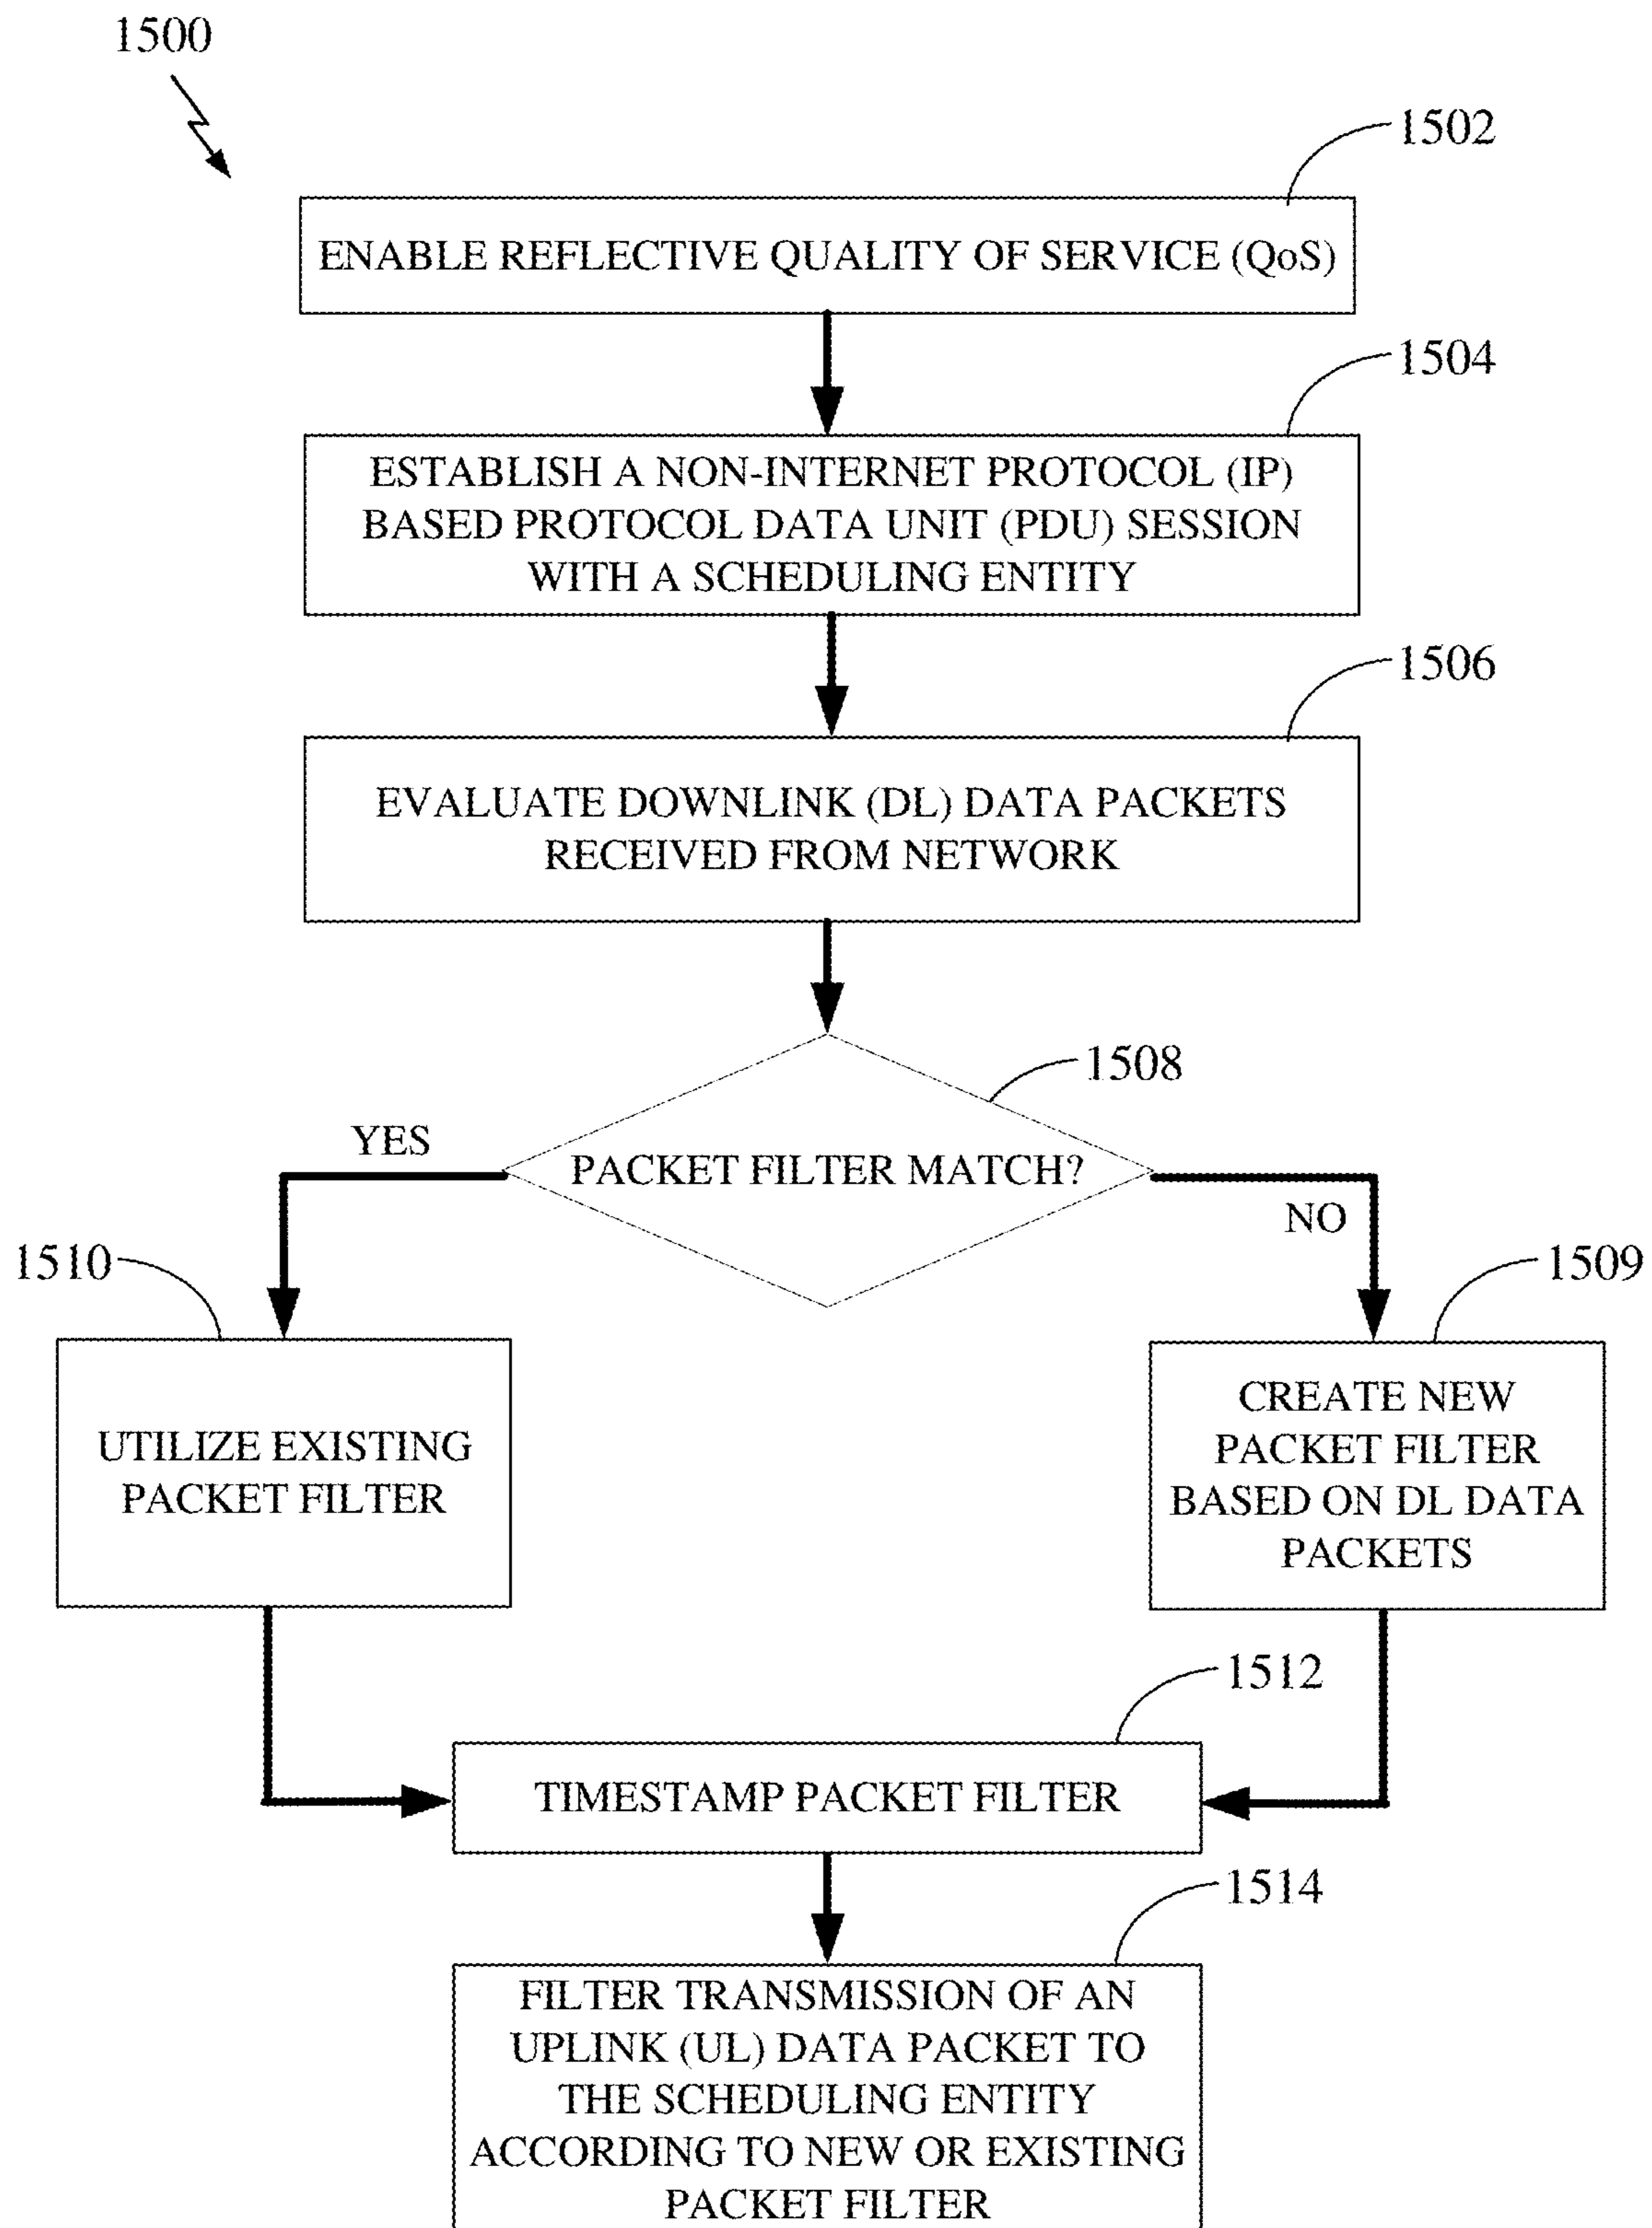 1500
1502
ENABLE REFLECTIVE QUALITY OF SERVICE (QoS)
1504
ESTABLISH A NON-INTERNET PROTOCOL (IP)
BASED PROTOCOL DATA UNIT (PDU) SESSION
WITH A SCHEDULING ENTITY
1506
EVALUATE DOWNLINK (DL) DATA PACKETS
RECEIVED FROM NETWORK
1508
PACKET FILTER MATCH?
YES
NO
1510
1509
UTILIZE EXISTING
PACKET FILTER
CREATE NEW
PACKET FILTER
BASED ON DL DATA
PACKETS
1512
TIMESTAMP PACKET FILTER
1514
FILTER TRANSMISSION OF AN
UPLINK (UL) DATA PACKET TO
THE SCHEDULING ENTITY
ACCORDING TO NEW OR EXISTING
PACKET FILTER